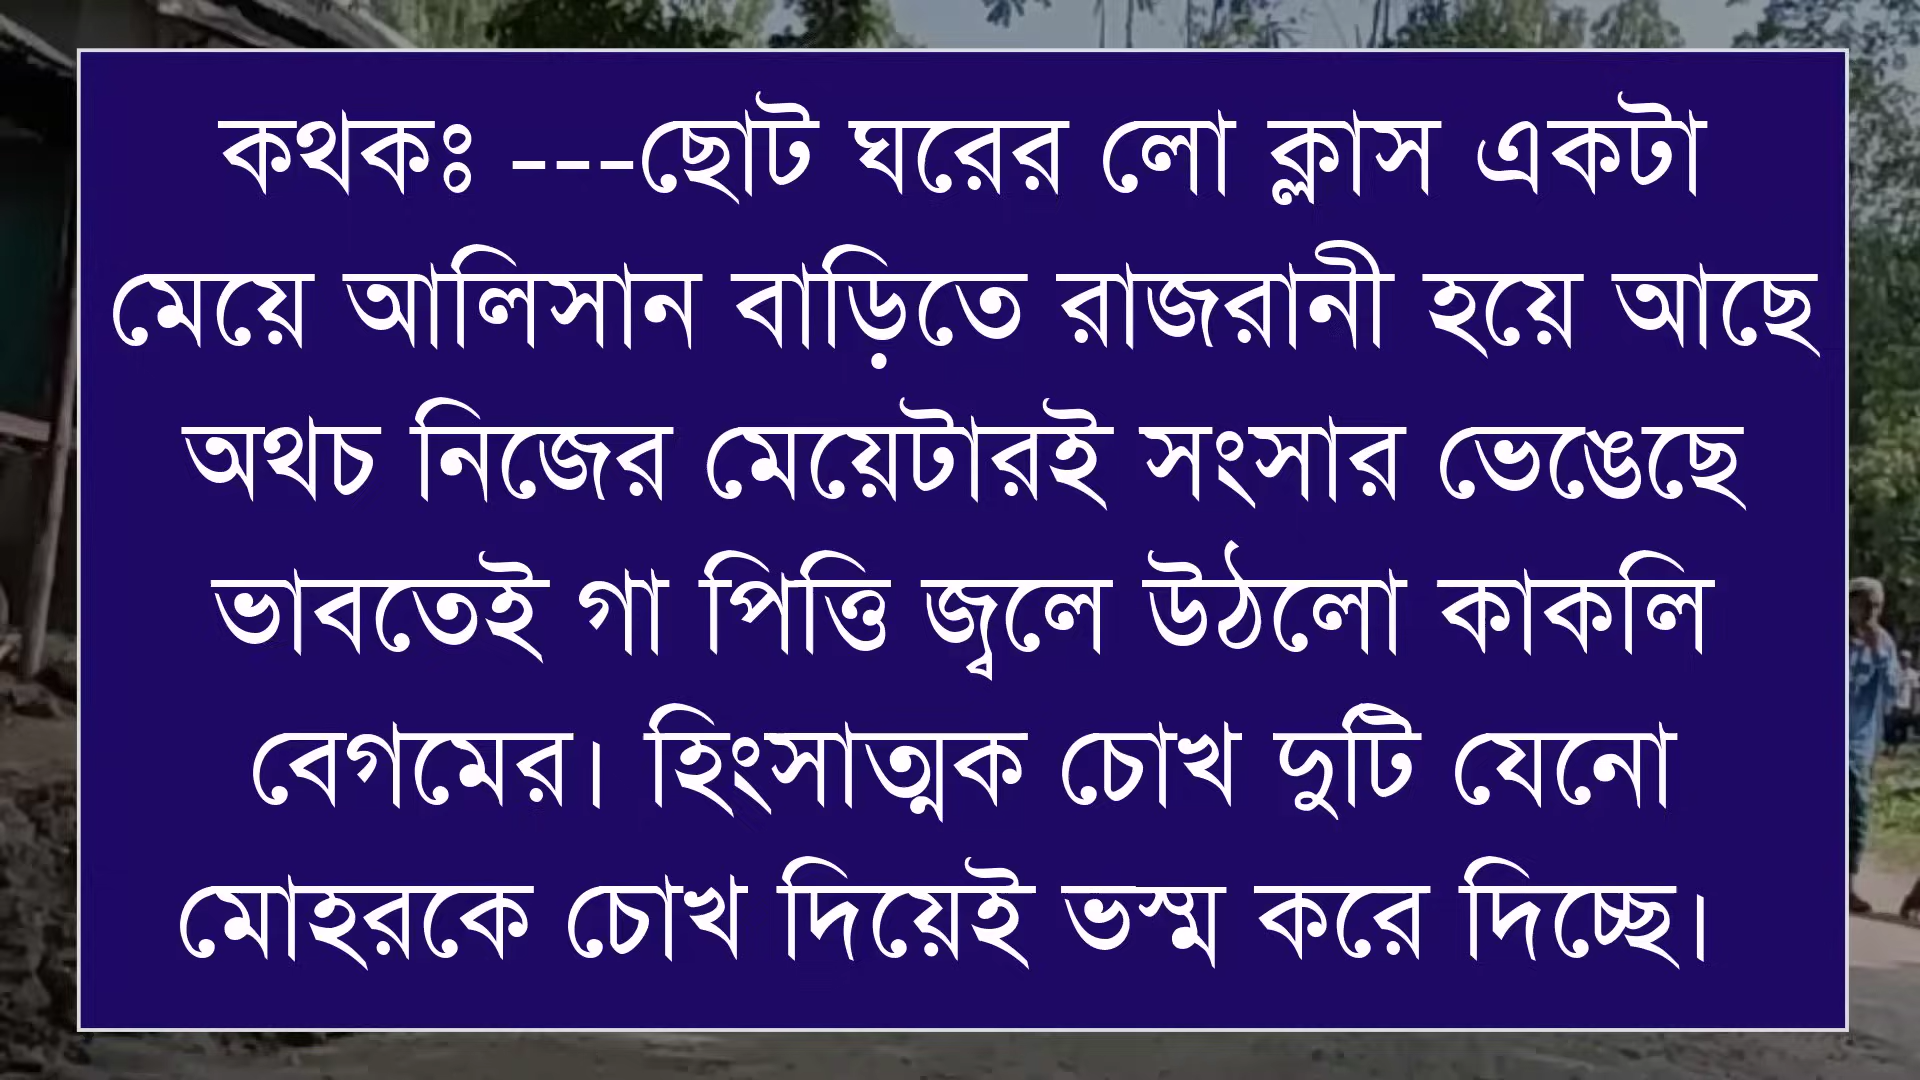 কথকঃ ---ছোট ঘরের লো ক্লাস একটা
মেয়ে আলিসান বাড়িতে রাজরানী হয়ে আছে
অথচ নিজের মেয়েটারই সংসার ভেঙেছে
ভাবতেই গা পিত্তি জ্বলে উঠলো কাকলি
বেগমের। হিংসাত্মক চোখ দুটি যেনো
মোহরকে চোখ দিয়েই ভস্ম করে দিচ্ছে।